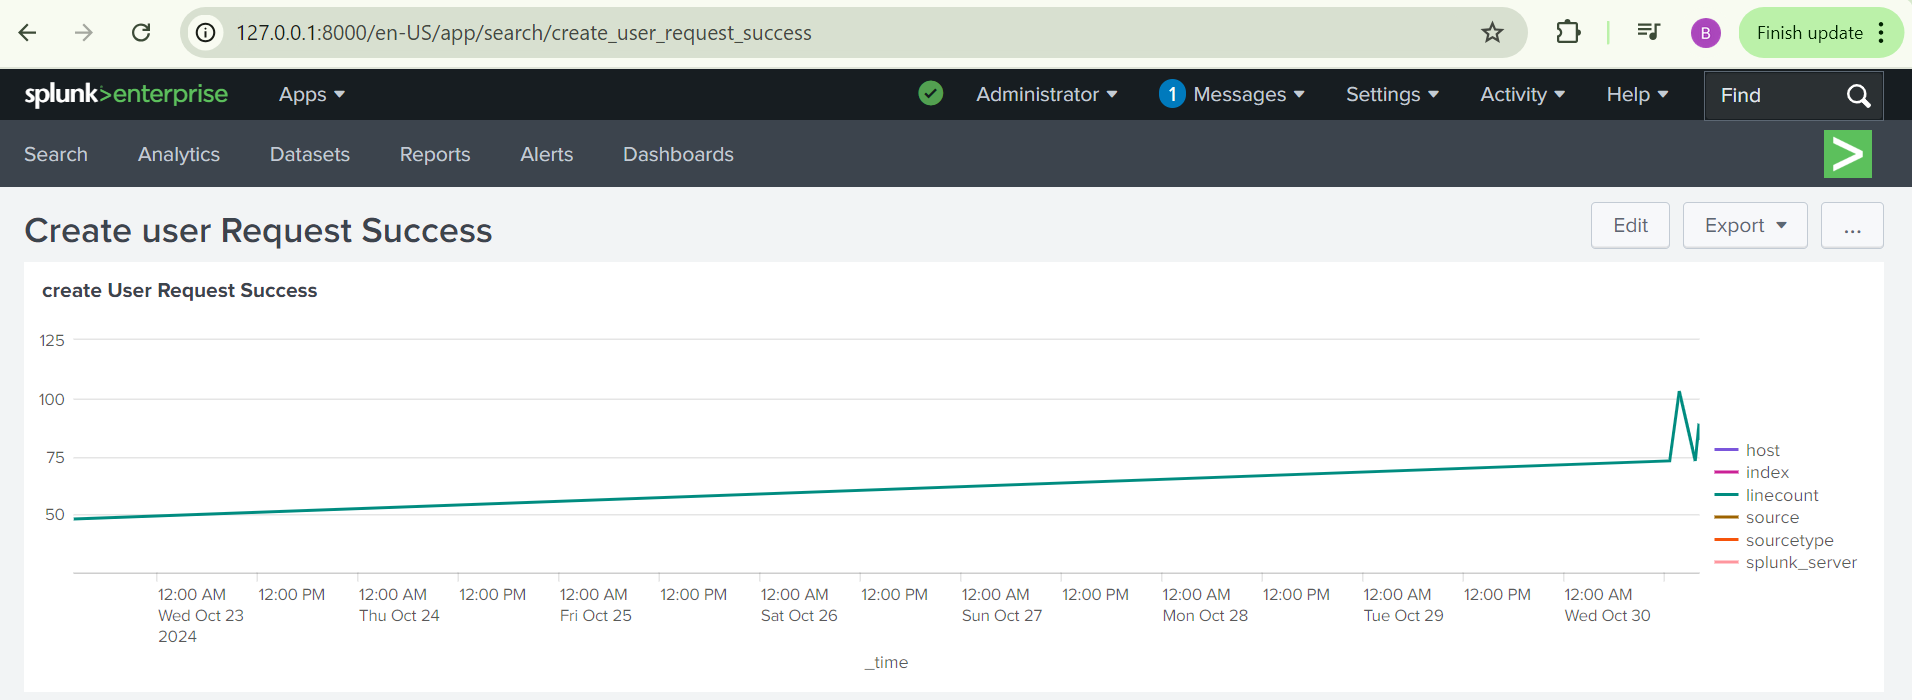 127.0.0.1:8000/en-US/app/search/create_user_request_success
B
Finish update
splunk>enterprise
Apps
Administrator
1
Messages
Settings
Activity
Help
Find
Search
Analytics
Datasets
Reports
Alerts
Dashboards
>
Create user Request Success
Edit
Export
...
create User Request Success
125
100
75
50
host
index
linecount
source
sourcetype
splunk_server
12:00 AM
Wed Oct 23
2024
12:00 PM
12:00 AM
Thu Oct 24
12:00 PM
12:00 AM
Fri Oct 25
12:00 PM
12:00 AM
Sat Oct 26
12:00 PM
12:00 AM
Sun Oct 27
12:00 PM
12:00 AM
Mon Oct 28
12:00 PM
12:00 AM
Tue Oct 29
12:00 PM
12:00 AM
Wed Oct 30
_time